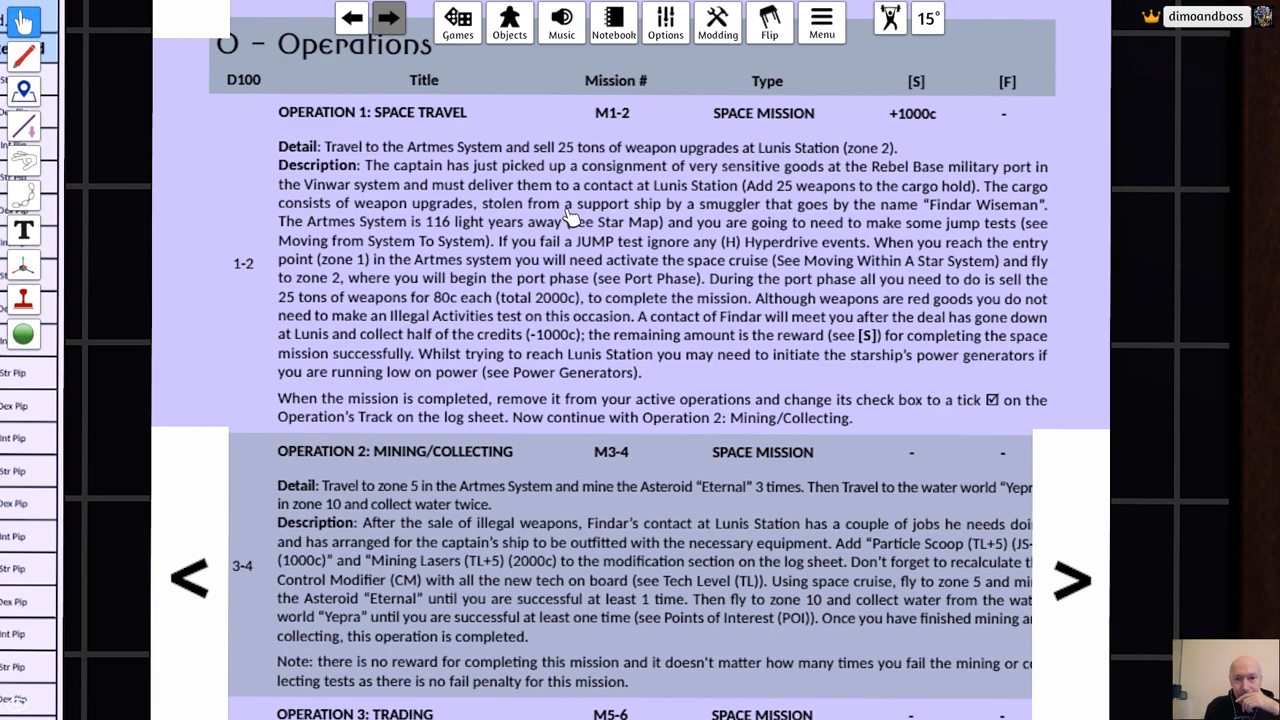 Games
Objects
Music
Notebook
Options
Modding
Flip
Menu
15°
dimoandboss
O - Operations
D100 Title Mission # Type [S] [F]
OPERATION 1: SPACE TRAVEL M1-2 SPACE MISSION +1000c -
Detail: Travel to the Artmes System and sell 25 tons of weapon upgrades at Lunis Station (zone 2).
Description: The captain has just picked up a consignment of very sensitive goods at the Rebel Base military port in
the Vinwar system and must deliver them to a contact at Lunis Station (Add 25 weapons to the cargo hold). The cargo
consists of weapon upgrades, stolen from a support ship by a smuggler that goes by the name “Findar Wiseman”.
The Artmes System is 116 light years away (see Star Map) and you are going to need to make some jump tests (see
Moving from System To System). If you fail a JUMP test ignore any (H) Hyperdrive events. When you reach the entry
point (zone 1) in the Artmes system you will need activate the space cruise (See Moving Within A Star System) and fly
1-2
to zone 2, where you will begin the port phase (see Port Phase). During the port phase all you need to do is sell the
25 tons of weapons for 80c each (total 2000c), to complete the mission. Although weapons are red goods you do not
need to make an Illegal Activities test on this occasion. A contact of Findar will meet you after the deal has gone down
at Lunis and collect half of the credits (-1000c); the remaining amount is the reward (see [S]) for completing the space
mission successfully. Whilst trying to reach Lunis Station you may need to initiate the starship's power generators if
you are running low on power (see Power Generators).
When the mission is completed, remove it from your active operations and change its check box to a tick ☑ on the
Operation's Track on the log sheet. Now continue with Operation 2: Mining/Collecting.
OPERATION 2: MINING/COLLECTING M3-4 SPACE MISSION - -
Detail: Travel to zone 5 in the Artmes System and mine the Asteroid “Eternal” 3 times. Then Travel to the water world “Yepr
in zone 10 and collect water twice.
Description: After the sale of illegal weapons, Findar's contact at Lunis Station has a couple of jobs he needs doi
and has arranged for the captain's ship to be outfitted with the necessary equipment. Add “Particle Scoop (TL+5) (JS-
3-4
(1000c)” and “Mining Lasers (TL+5) (2000c) to the modification section on the log sheet. Don't forget to recalculate t
Control Modifier (CM) with all the new tech on board (see Tech Level (TL)). Using space cruise, fly to zone 5 and mi
the Asteroid “Eternal” until you are successful at least 1 time. Then fly to zone 10 and collect water from the wat
world “Yepra” until you are successful at least one time (see Points of Interest (POI)). Once you have finished mining a
collecting, this operation is completed.
Note: there is no reward for completing this mission and it doesn't matter how many times you fail the mining or c
lecting tests as there is no fail penalty for this mission.
OPERATION 3: TRADING M5-6 SPACE MISSION - -
< >
T
Str Pip
Dex Pip
Int Pip
Str Pip
Dex Pip
Int Pip
Str Pip
Dex Pip
Int Pip
Str Pip
Dex Pip